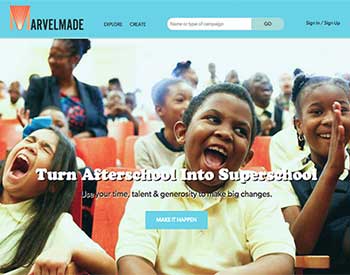 MARVELMADE
EXPLORE CREATE
Name or type of campaign
GO
Sign In / Sign Up
Turn Afterschool Into Superschool
Use your time, talent & generosity to make big changes.
MAKE IT HAPPEN